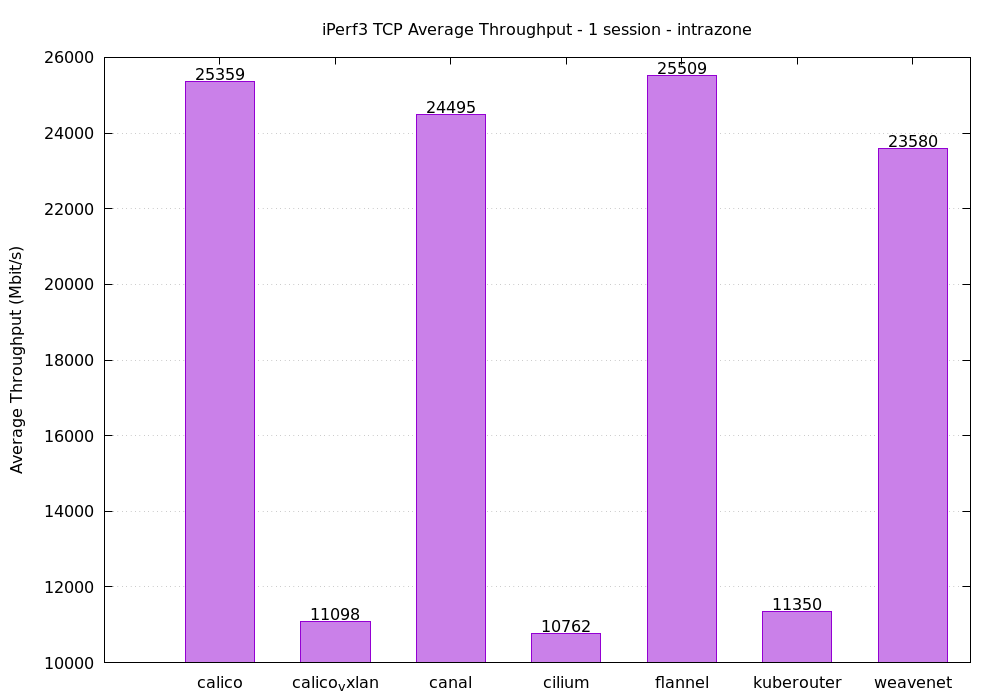 iPerf3 TCP Average Throughput - 1 session - intrazone
Average Throughput (Mbit/s)
26000
24000
22000
20000
18000
16000
14000
12000
10000
25359
11098
24495
10762
25509
11350
23580
calico
calicovxlan
canal
cilium
flannel
kuberouter
weavenet